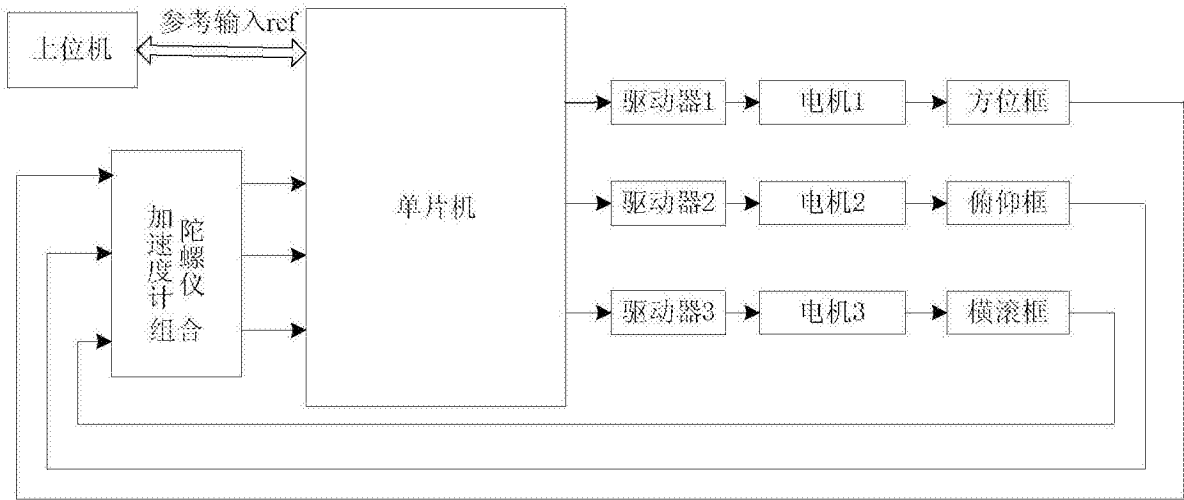 参考输入ref
上位机
单片机
驱动器1
电机1
方位框
驱动器2
电机2
俯仰框
驱动器3
电机3
横滚框
陀螺仪
加速度计
组合